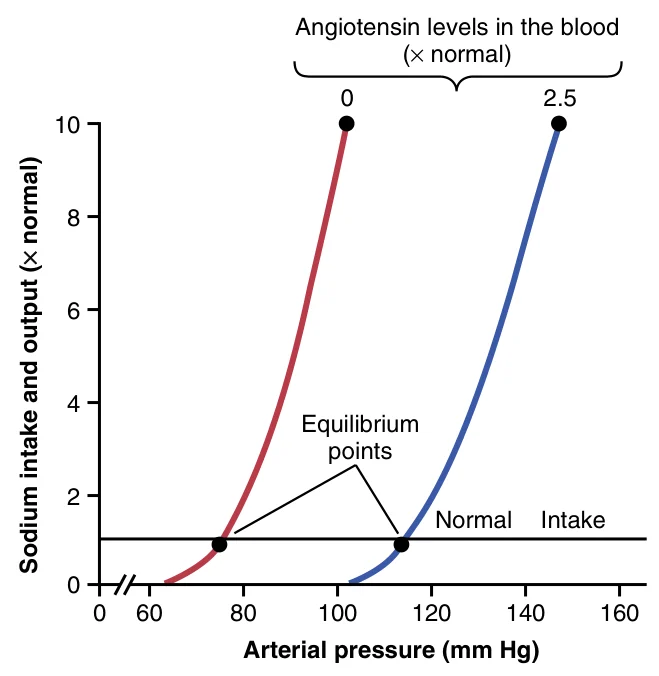 Angiotensin levels in the blood
(× normal)
0 2.5
10
8
6
4
2
0
Sodium intake and output (× normal)
Equilibrium
points
Normal Intake
0 60 80 100 120 140 160
Arterial pressure (mm Hg)